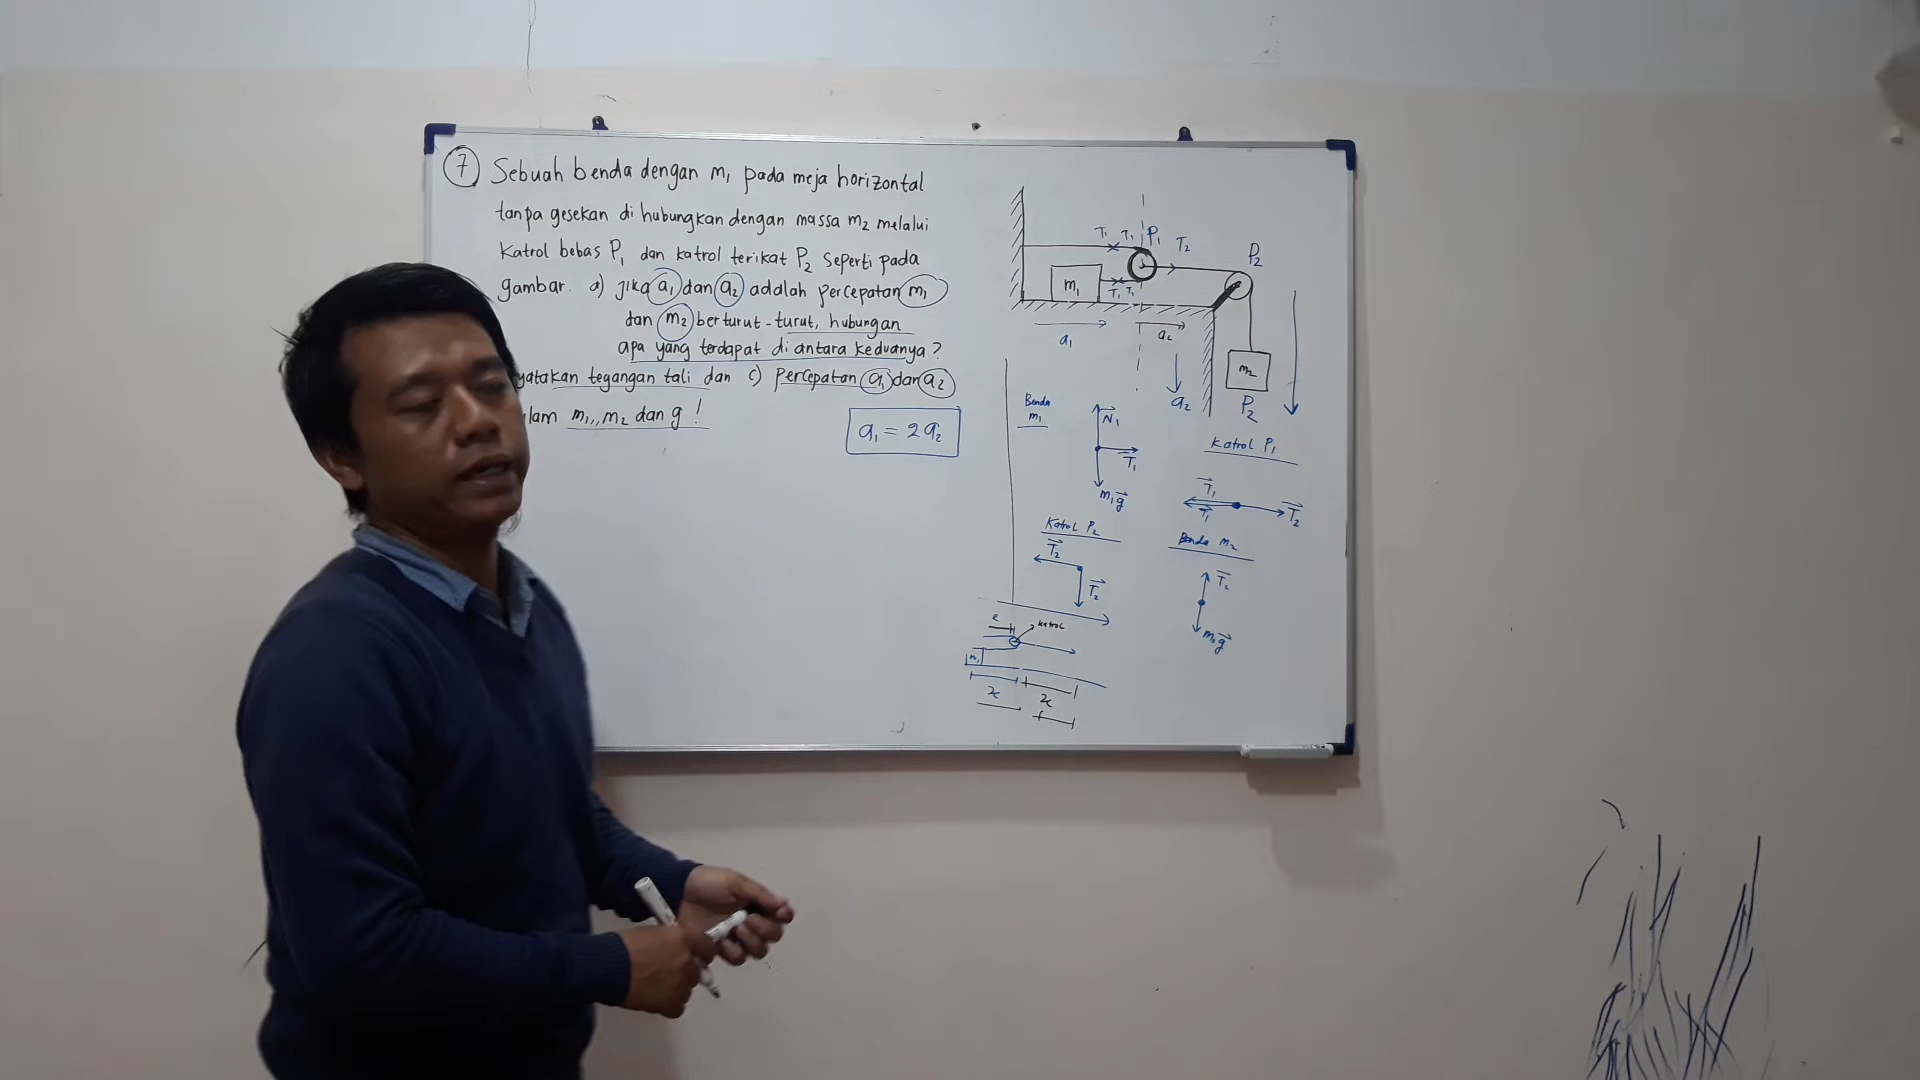 7 Sebuah benda dengan m₁ pada meja horizontal
tanpa gesekan di hubungkan dengan massa m₂ melalui
Katrol bebas P₁ dan katrol terikat P₂ seperti pada
gambar. a) Jika a₁ dan a₂ adalah percepatan m₁
dan m₂ berturut-turut, hubungan
apa yang terdapat di antara keduanya?
yatakan tegangan tali dan c) percepatan a₁ dan a₂
lam m₁,, m₂ dan g!
a₁ = 2a₂
T₁ T₁ P₁ T₂
P₂
m₁
T₁ T₁
a₁ a₂
m₂
a₂ P₂
Benda
m₁
N₁
T₁
m₁g
Katrol P₁
T₁
T₁ T₂
Katrol P₂
T₂
T₂
Benda m₂
T₂
m₂g
katrol
m₁